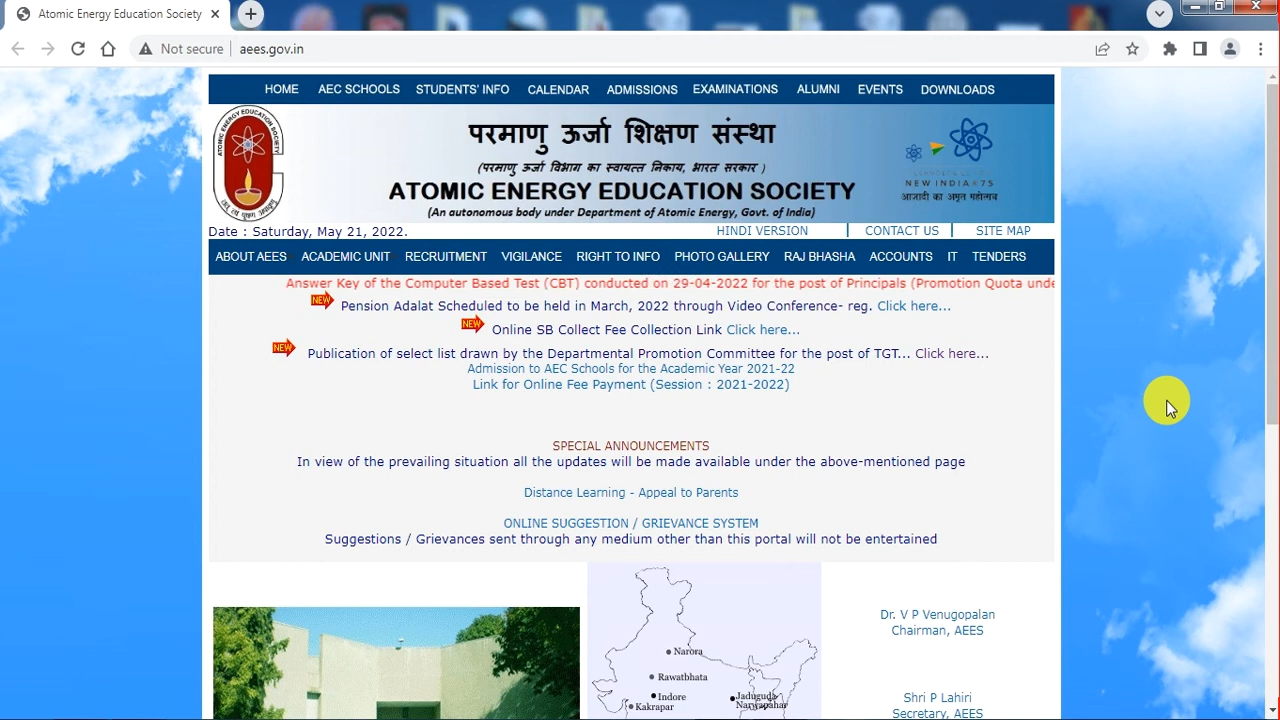 Atomic Energy Education Society
Not secure
aees.gov.in
HOME AEC SCHOOLS STUDENTS' INFO CALENDAR ADMISSIONS EXAMINATIONS ALUMNI EVENTS DOWNLOADS
ATOMIC ENERGY EDUCATION SOCIETY
परमाणु ऊर्जा शिक्षण संस्था
(परमाणु ऊर्जा विभाग का स्वायत्त निकाय, भारत सरकार )
ATOMIC ENERGY EDUCATION SOCIETY
(An autonomous body under Department of Atomic Energy, Govt. of India)
NEW INDIA@75
आज़ादी का अमृत महोत्सव
Date : Saturday, May 21, 2022.
HINDI VERSION CONTACT US SITE MAP
ABOUT AEES ACADEMIC UNIT RECRUITMENT VIGILANCE RIGHT TO INFO PHOTO GALLERY RAJ BHASHA ACCOUNTS IT TENDERS
Answer Key of the Computer Based Test (CBT) conducted on 29-04-2022 for the post of Principals (Promotion Quota unde
NEW Pension Adalat Scheduled to be held in March, 2022 through Video Conference- reg. Click here...
NEW Online SB Collect Fee Collection Link Click here...
NEW Publication of select list drawn by the Departmental Promotion Committee for the post of TGT... Click here...
Admission to AEC Schools for the Academic Year 2021-22
Link for Online Fee Payment (Session : 2021-2022)
SPECIAL ANNOUNCEMENTS
In view of the prevailing situation all the updates will be made available under the above-mentioned page
Distance Learning - Appeal to Parents
ONLINE SUGGESTION / GRIEVANCE SYSTEM
Suggestions / Grievances sent through any medium other than this portal will not be entertained
Narora
Rawatbhata
Indore
Kakrapar
Jaduguda
Narwapahar
Dr. V P Venugopalan
Chairman, AEES
Shri P Lahiri
Secretary, AEES